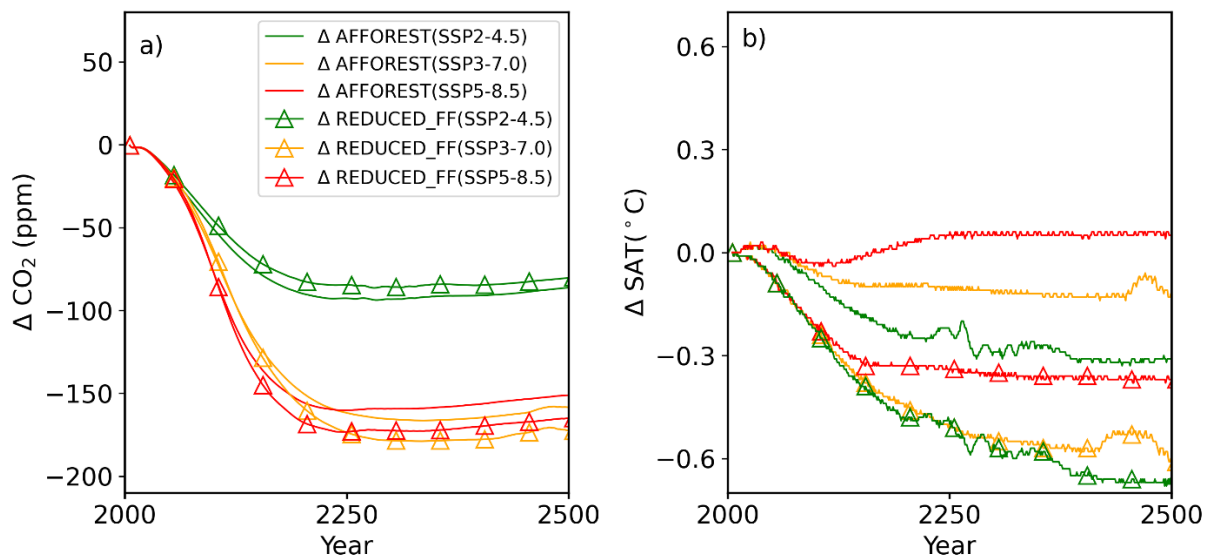 a)
Δ AFFOREST(SSP2-4.5)
Δ AFFOREST(SSP3-7.0)
Δ AFFOREST(SSP5-8.5)
Δ REDUCED_FF(SSP2-4.5)
Δ REDUCED_FF(SSP3-7.0)
Δ REDUCED_FF(SSP5-8.5)
50
0
−50
−100
−150
−200
Δ CO₂ (ppm)
2000
2250
2500
Year
b)
0.6
0.3
0.0
−0.3
−0.6
Δ SAT(°C)
2000
2250
2500
Year